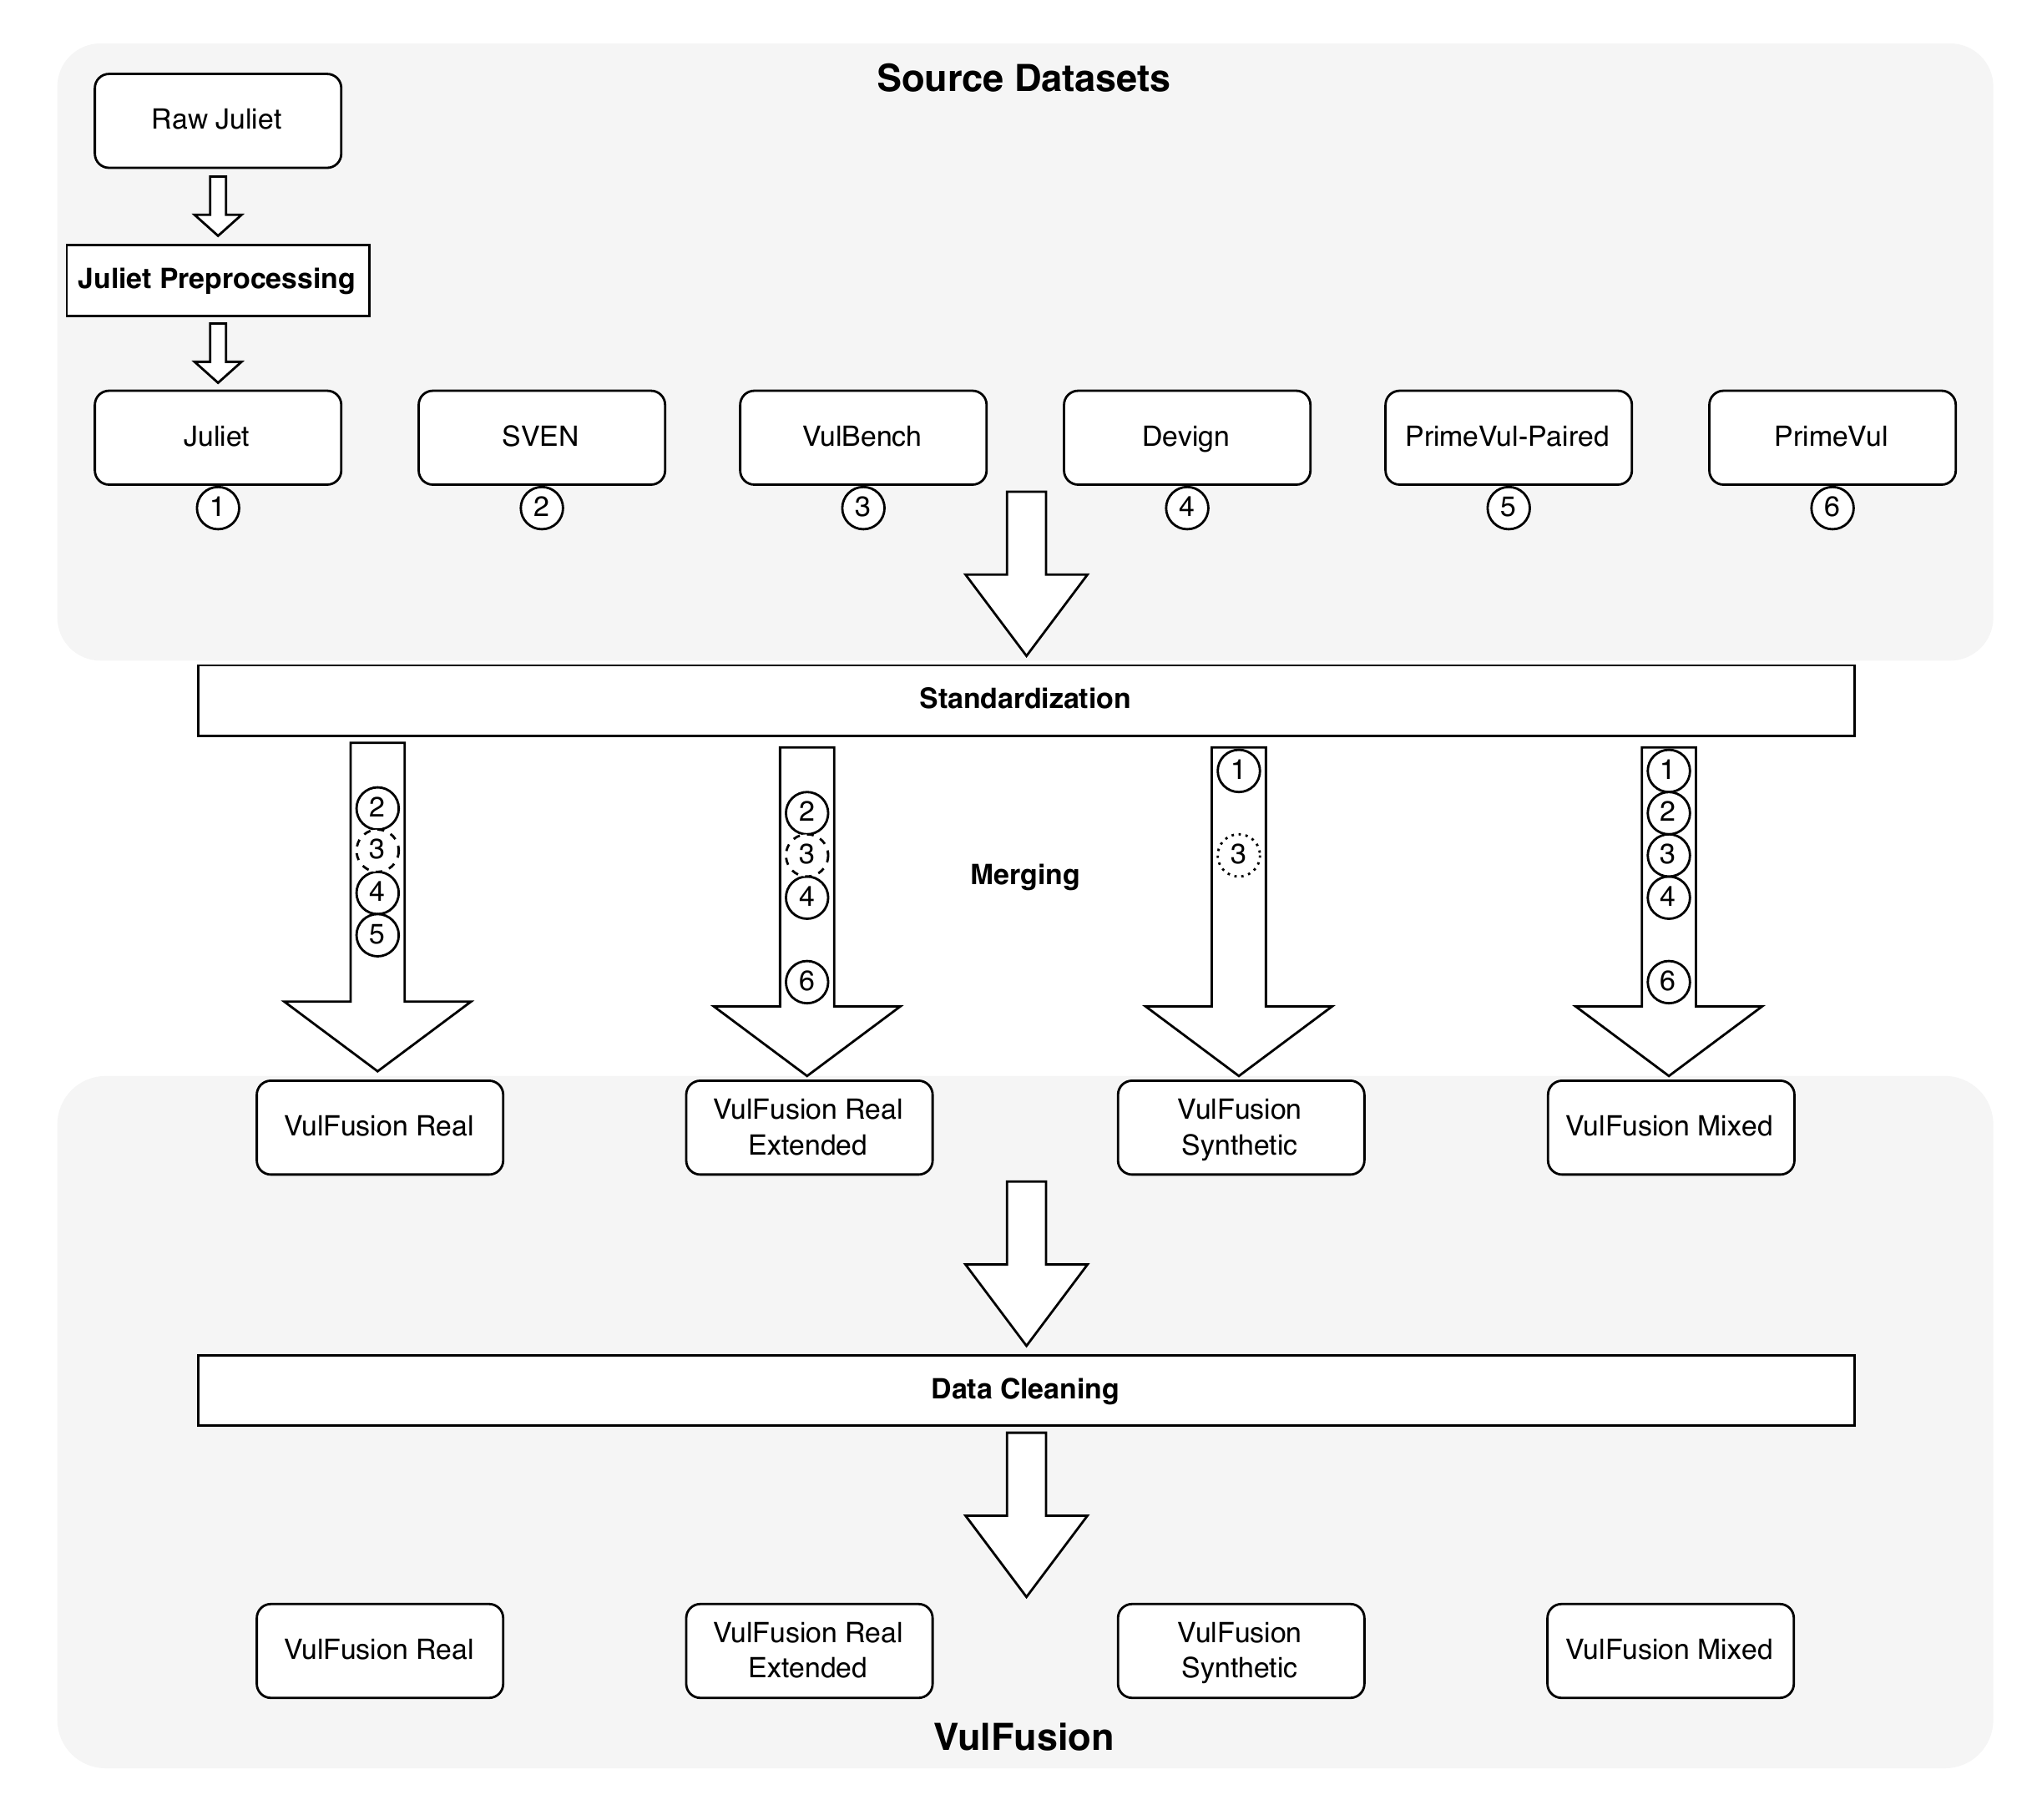 Source Datasets
Raw Juliet
Juliet Preprocessing
Juliet
SVEN
VulBench
Devign
PrimeVul-Paired
PrimeVul
1
2
3
4
5
6
Standardization
2
3
4
5
2
3
4
6
Merging
1
3
1
2
3
4
6
VulFusion Real
VulFusion Real
Extended
VulFusion
Synthetic
VulFusion Mixed
Data Cleaning
VulFusion Real
VulFusion Real
Extended
VulFusion
Synthetic
VulFusion Mixed
VulFusion